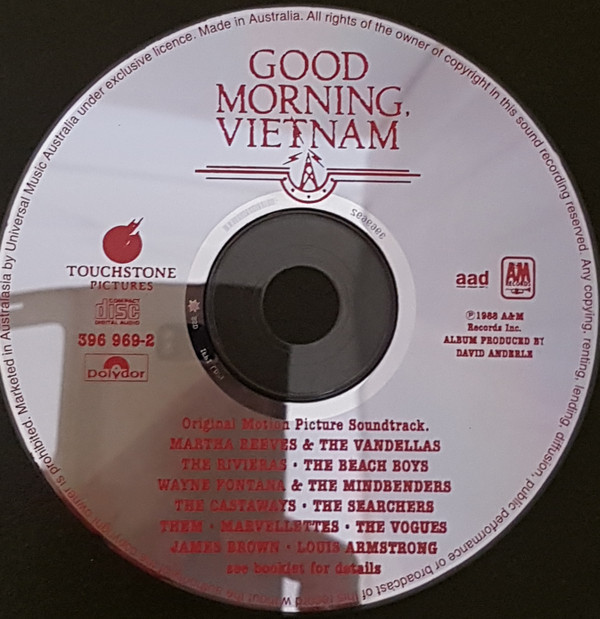 GOOD
MORNING,
VIETNAM
TOUCHSTONE
PICTURES
COMPACT
disc
DIGITAL AUDIO
396 969-2
Polydor
aad
A&M
RECORDS
℗1988 A&M
Records Inc.
ALBUM PRODUCED BY
DAVID ANDERLE
Original Motion Picture Soundtrack.
MARTHA REEVES & THE VANDELLAS
THE RIVIERAS · THE BEACH BOYS
WAYNE FONTANA & THE MINDBENDERS
THE CASTAWAYS · THE SEARCHERS
THEM · MARVELLETTES · THE VOGUES
JAMES BROWN · LOUIS ARMSTRONG
see booklet for details
is prohibited. Marketed in Australasia by Universal Music Australia under exclusive licence. Made in Australia. All rights of the owner of copyright in this sound recording reserved. Any copying, renting, lending, diffusion, public performance or broadcast of this